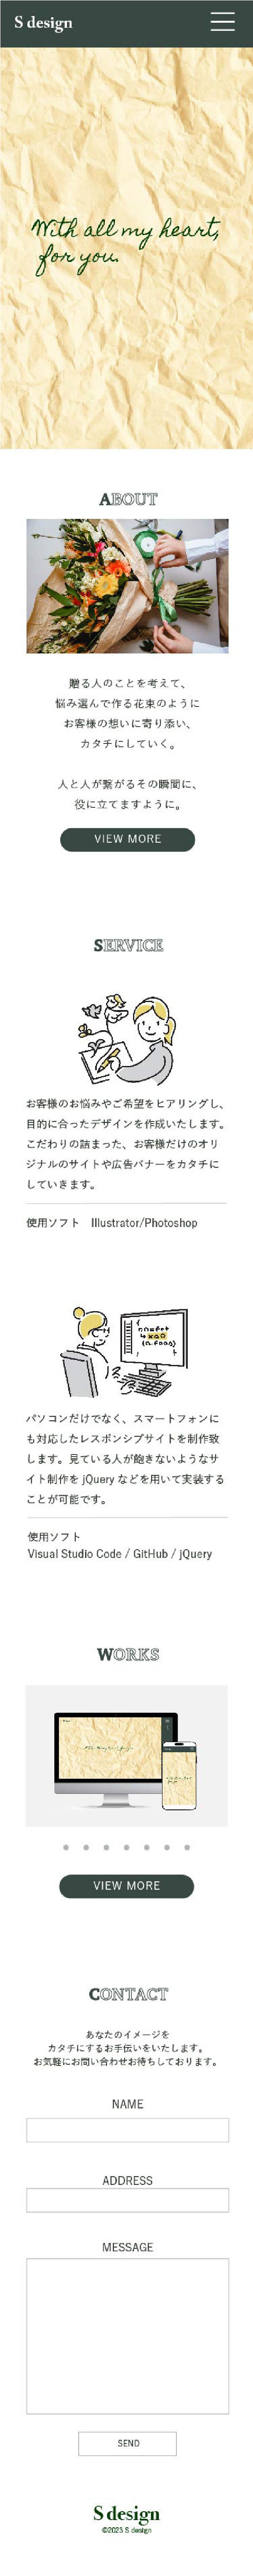 S design
With all my heart,
for you.
ABOUT
贈る人のことを考えて、
悩み選んで作る花束のように
お客様の想いに寄り添い、
カタチにしていく。
人と人が繋がるその瞬間に、
役に立てますように。
VIEW MORE
SERVICE
お客様のお悩みやご希望をヒアリングし、
目的に合ったデザインを作成いたします。
こだわりの詰まった、お客様だけのオリ
ジナルのサイトや広告バナーをカタチに
していきます。
使用ソフト Illustrator/Photoshop
パソコンだけでなく、スマートフォンに
も対応したレスポンシブサイトを制作致
します。見ている人が飽きないようなサ
イト制作を jQuery などを用いて実装する
ことが可能です。
使用ソフト
Visual Studio Code / GitHub / jQuery
WORKS
VIEW MORE
CONTACT
あなたのイメージを
カタチにするお手伝いをいたします。
お気軽にお問い合わせお待ちしております。
NAME
ADDRESS
MESSAGE
SEND
S design
©2023 S design